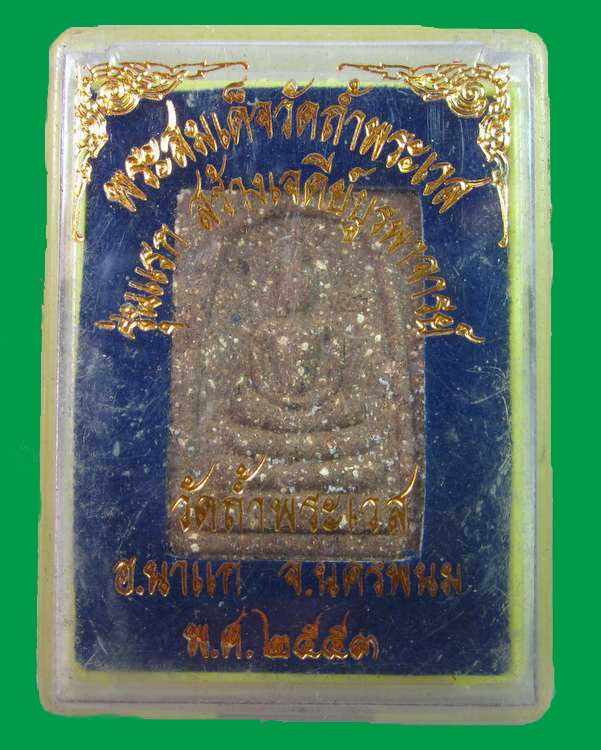 พระสมเด็จวัดถ้ำพระเวส
รุ่นแรก สร้างเจดีย์บูรพาจารย์
วัดถ้ำพระเวส
อ.นาแก จ.นครพนม
พ.ศ.๒๕๕๓